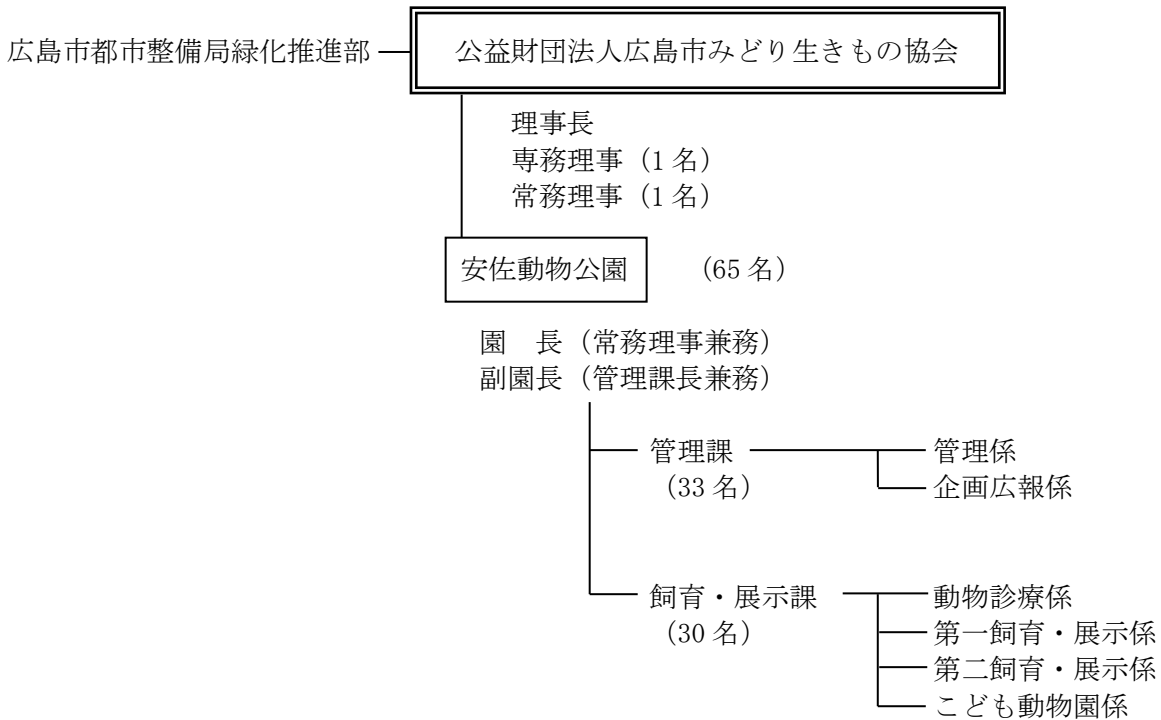 広島市都市整備局緑化推進部
公益財団法人広島市みどり生きもの協会
理事長
専務理事（1名）
常務理事（1名）
安佐動物公園　（65名）
園　長（常務理事兼務）
副園長（管理課長兼務）
管理課　管理係
（33名）　企画広報係
飼育・展示課　動物診療係
（30名）　第一飼育・展示係
第二飼育・展示係
こども動物園係